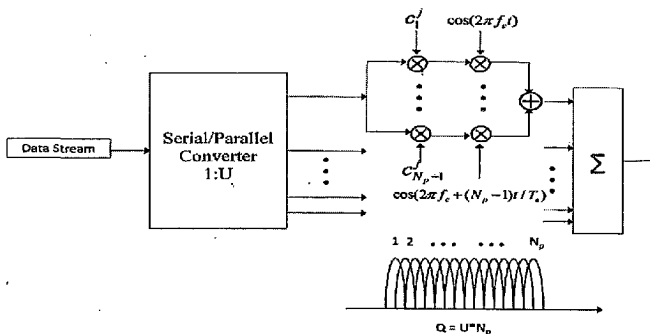 C_1^j
cos(2πf_c t)
Data Stream
Serial/Parallel
Converter
1:U
Σ
C_{N_p-1}^j
cos(2πf_c + (N_p - 1)t / T_s)
1 2 • • • • • • N_p
Q = U*N_p